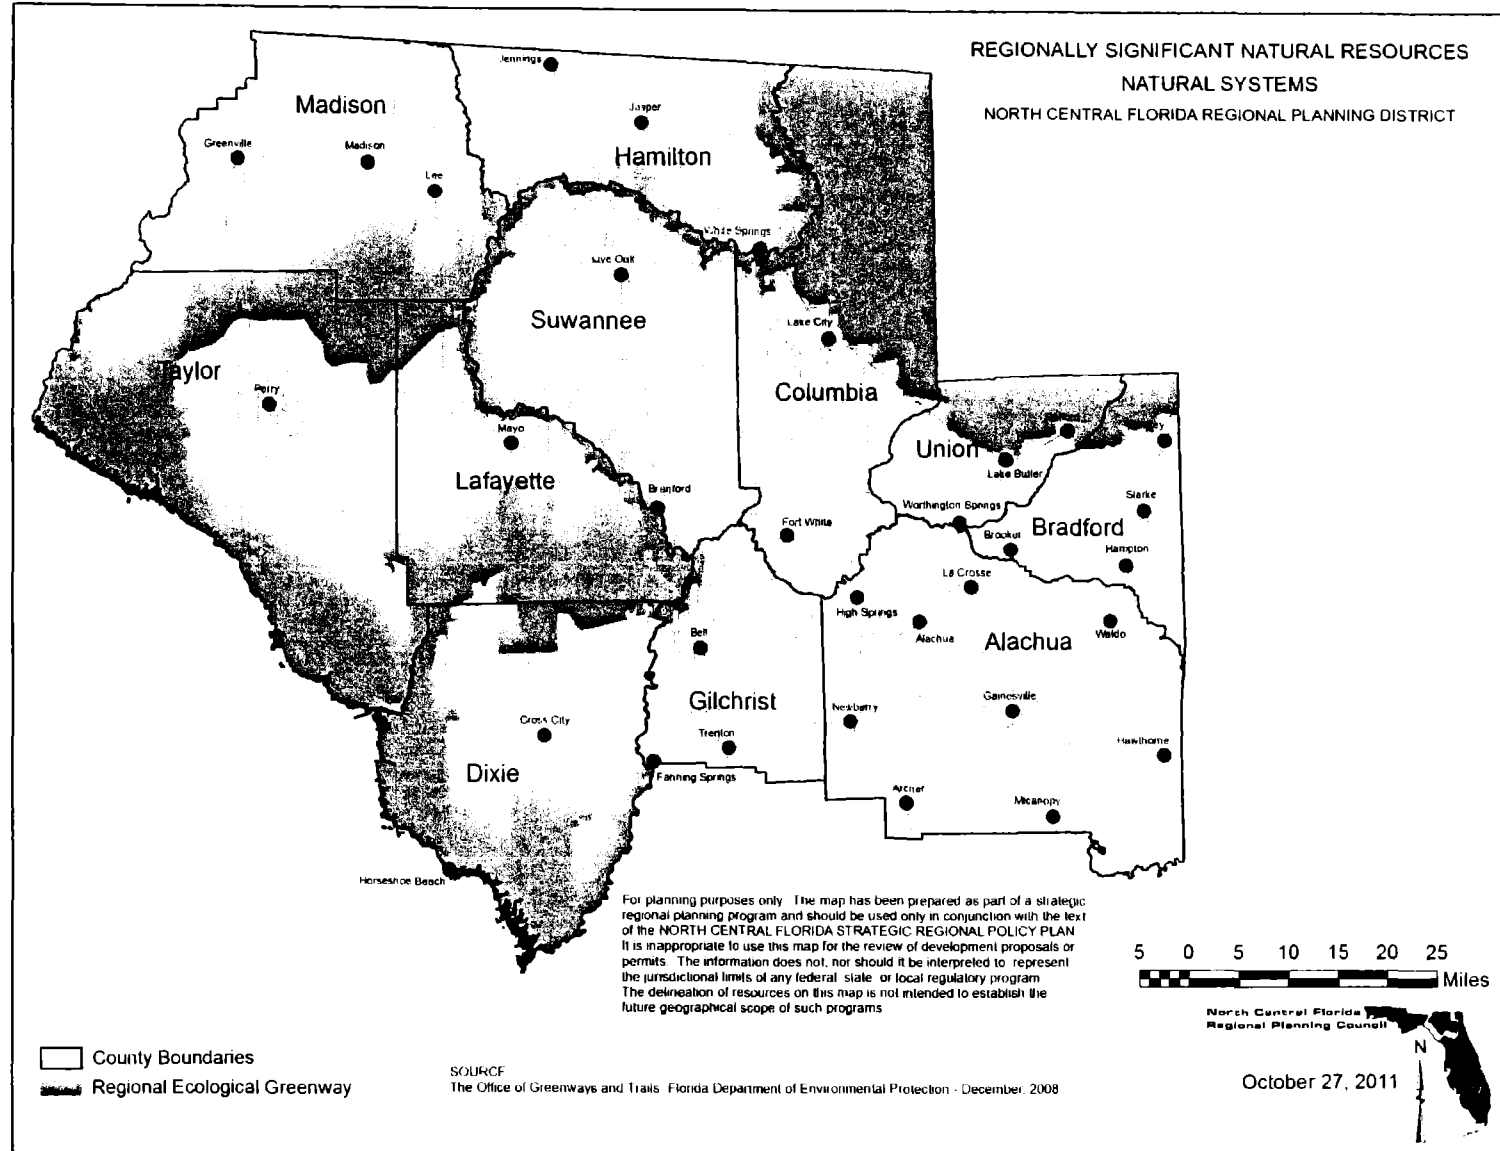 REGIONALLY SIGNIFICANT NATURAL RESOURCES
NATURAL SYSTEMS
NORTH CENTRAL FLORIDA REGIONAL PLANNING DISTRICT
Jennings
Madison
Jasper
Greenville
Madison
Hamilton
Lee
White Springs
Live Oak
Suwannee
Lake City
Taylor
Perry
Columbia
Mayo
Union
Lafayette
Lake Butler
Branford
Starke
Worthington Springs
Fort White
Bradford
Brooker
Hampton
La Crosse
High Springs
Alachua
Bell
Alachua
Waldo
Gilchrist
Newberry
Gainesville
Cross City
Trenton
Hawthorne
Dixie
Fanning Springs
Archer
Micanopy
Horseshoe Beach
For planning purposes only The map has been prepared as part of a strategic
regional planning program and should be used only in conjunction with the text
of the NORTH CENTRAL FLORIDA STRATEGIC REGIONAL POLICY PLAN
It is inappropriate to use this map for the review of development proposals or
permits The information does not, nor should it be interpreted to represent
the jurisdictional limits of any federal state or local regulatory program
The delineation of resources on this map is not intended to establish the
future geographical scope of such programs
5 0 5 10 15 20 25
Miles
North Central Florida
Regional Planning Council
N
October 27, 2011
County Boundaries
Regional Ecological Greenway
SOURCE
The Office of Greenways and Trails Florida Department of Environmental Protection - December, 2008